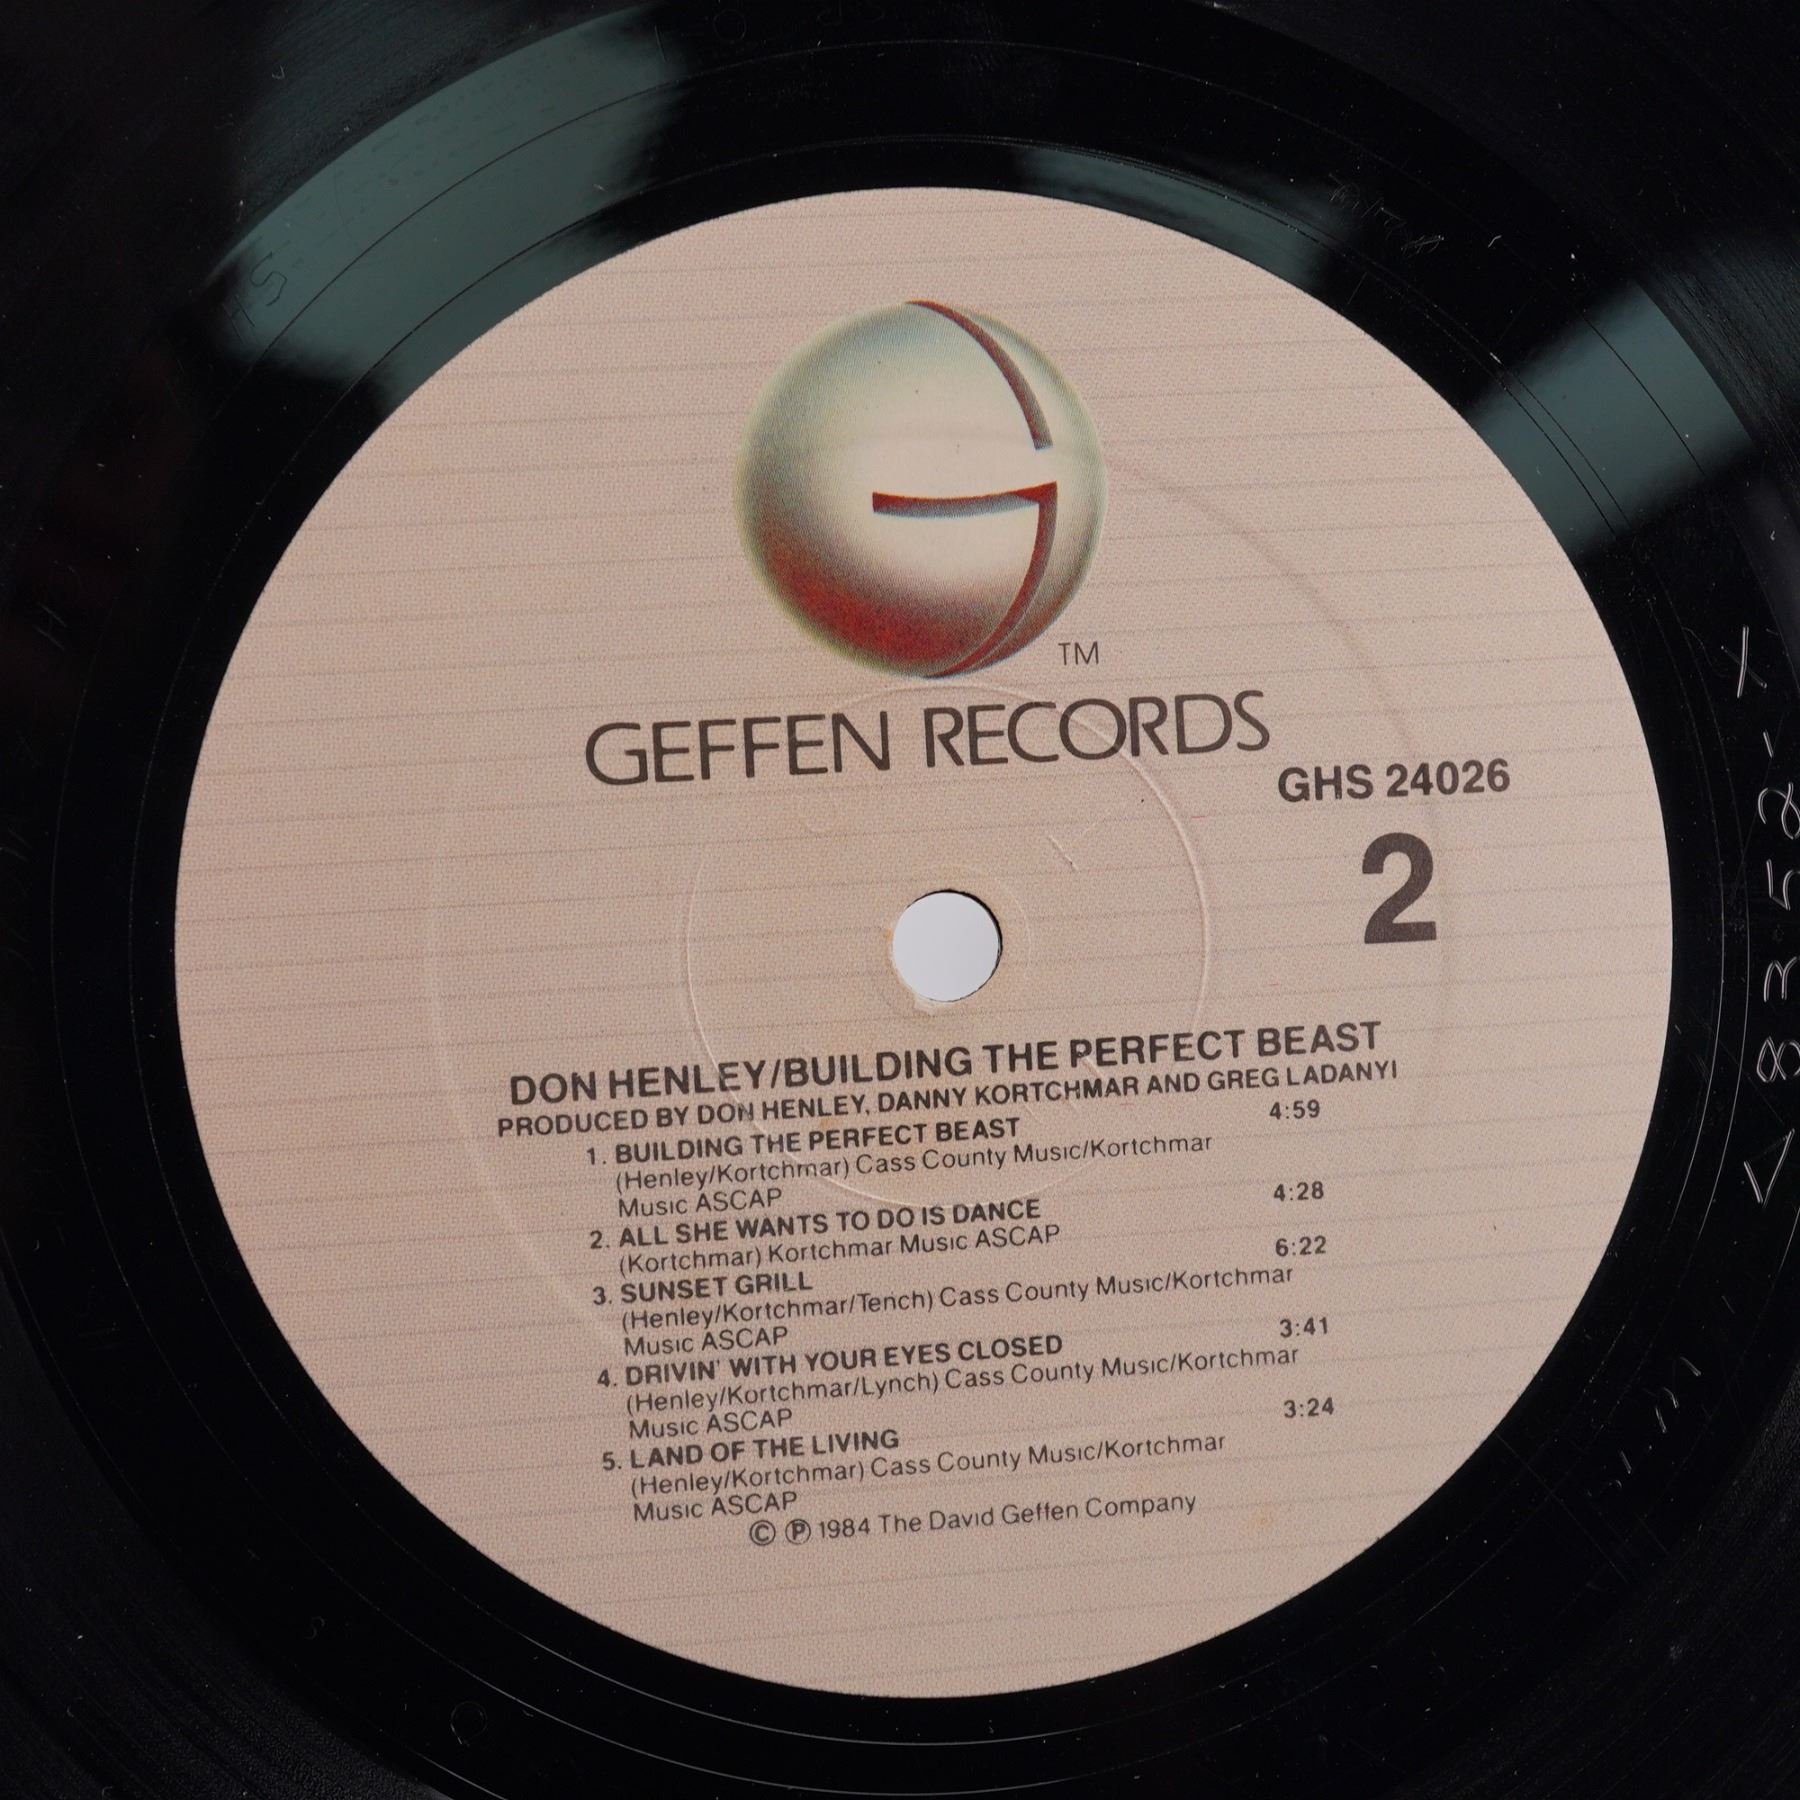 TM
GEFFEN RECORDS
GHS 24026
2
DON HENLEY/BUILDING THE PERFECT BEAST
PRODUCED BY DON HENLEY, DANNY KORTCHMAR AND GREG LADANYI
1. BUILDING THE PERFECT BEAST 4:59
(Henley/Kortchmar) Cass County Music/Kortchmar
Music ASCAP
2. ALL SHE WANTS TO DO IS DANCE 4:28
(Kortchmar) Kortchmar Music ASCAP
3. SUNSET GRILL 6:22
(Henley/Kortchmar/Tench) Cass County Music/Kortchmar
Music ASCAP
4. DRIVIN' WITH YOUR EYES CLOSED 3:41
(Henley/Kortchmar/Lynch) Cass County Music/Kortchmar
Music ASCAP
5. LAND OF THE LIVING 3:24
(Henley/Kortchmar) Cass County Music/Kortchmar
Music ASCAP
© ℗ 1984 The David Geffen Company